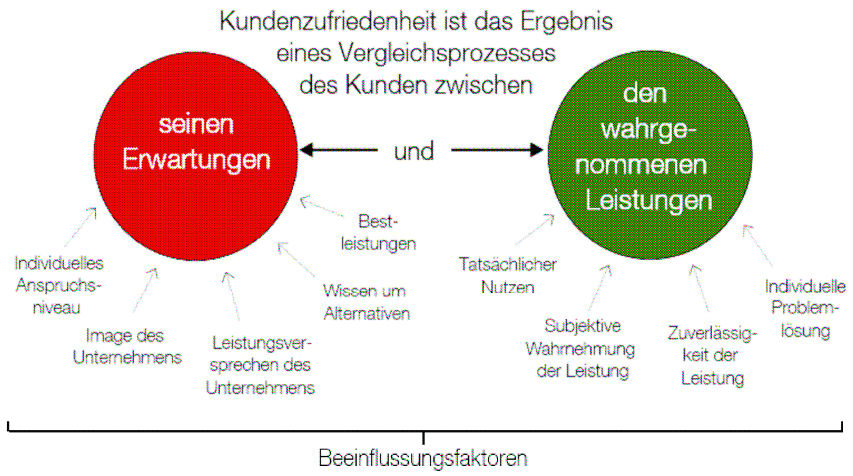 Kundenzufriedenheit ist das Ergebnis
eines Vergleichsprozesses
des Kunden zwischen
seinen
Erwartungen
und
den
wahrge-
nommenen
Leistungen
Individuelles
Anspruchs-
niveau
Image des
Unternehmens
Leistungsver-
sprechen des
Unternehmens
Wissen um
Alternativen
Best-
leistungen
Tatsächlicher
Nutzen
Subjektive
Wahrnehmung
der Leistung
Zuverlässig-
keit der
Leistung
Individuelle
Problem-
lösung
Beeinflussungsfaktoren